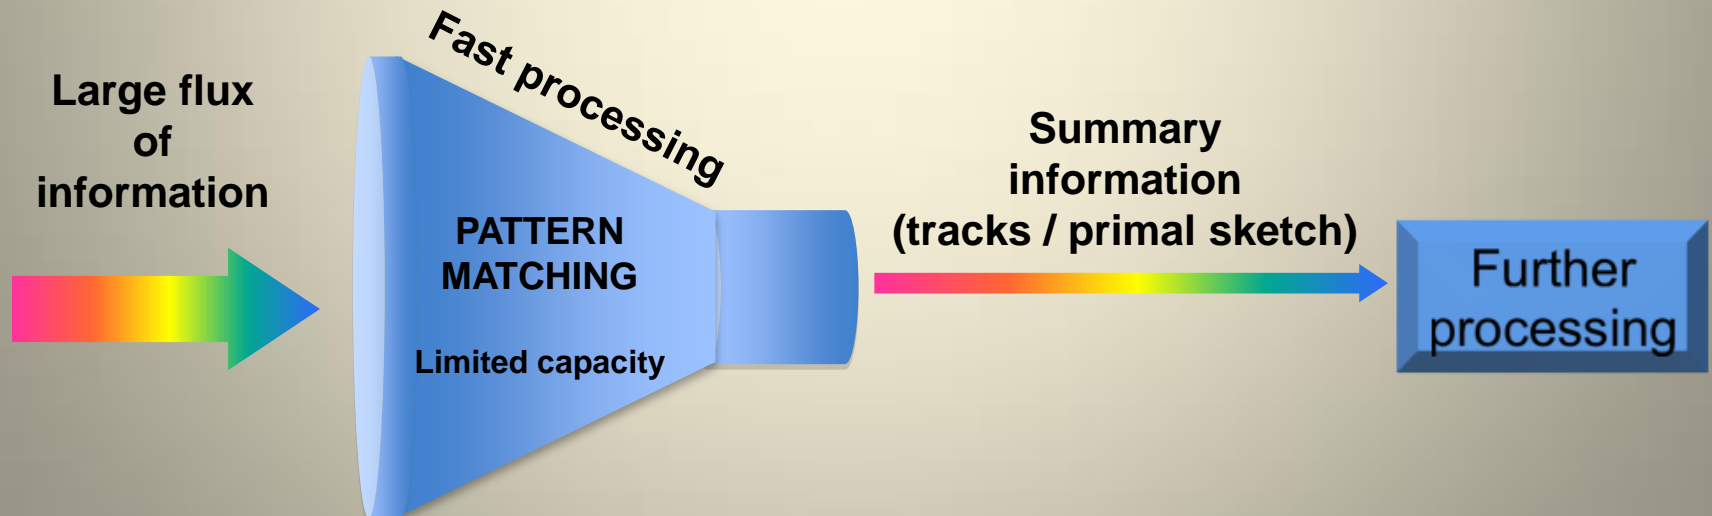 Large flux
of
information
Fast processing
PATTERN
MATCHING
Limited capacity
Summary
information
(tracks / primal sketch)
Further
processing